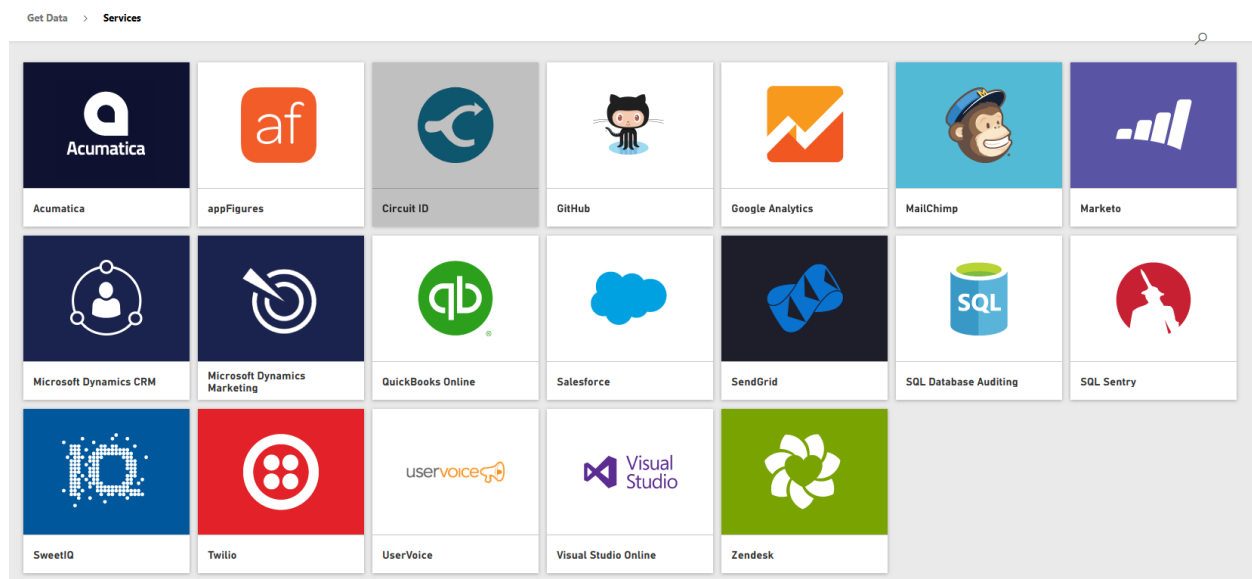 Get Data > Services
Acumatica
af
Acumatica
appFigures
Circuit ID
GitHub
Google Analytics
MailChimp
Marketo
qb
SQL
Microsoft Dynamics CRM
Microsoft Dynamics
Marketing
QuickBooks Online
Salesforce
SendGrid
SQL Database Auditing
SQL Sentry
IQ
uservoice
Visual
Studio
SweetIQ
Twilio
UserVoice
Visual Studio Online
Zendesk